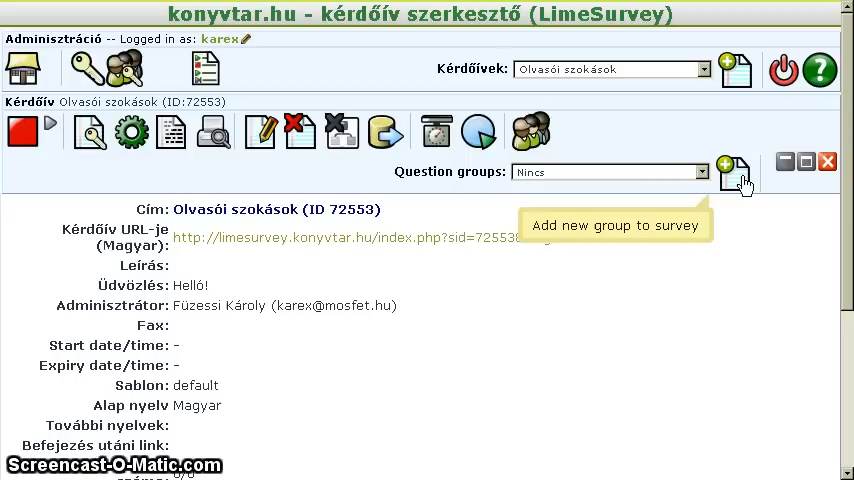 konyvtar.hu - kérdőív szerkesztő (LimeSurvey)
Adminisztráció -- Logged in as: karex
Kérdőívek: Olvasói szokások
Kérdőív Olvasói szokások (ID:72553)
Question groups: Nincs
Add new group to survey
Cím: Olvasói szokások (ID 72553)
Kérdőív URL-je
(Magyar): http://limesurvey.konyvtar.hu/index.php?sid=72553
Leírás:
Üdvözlés: Helló!
Adminisztrátor: Füzessi Károly (karex@mosfet.hu)
Fax:
Start date/time: -
Expiry date/time: -
Sablon: default
Alap nyelv Magyar
További nyelvek:
Befejezés utáni link:
Screencast-O-Matic.com